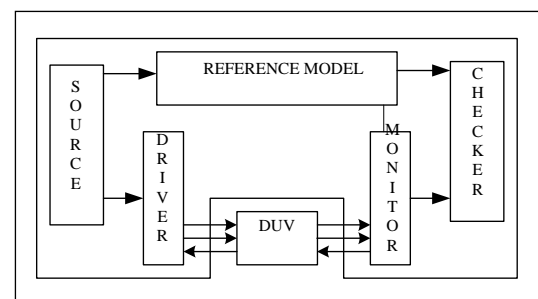 REFERENCE MODEL
SOURCE
DRIVER
DUV
MONITOR
CHECKER